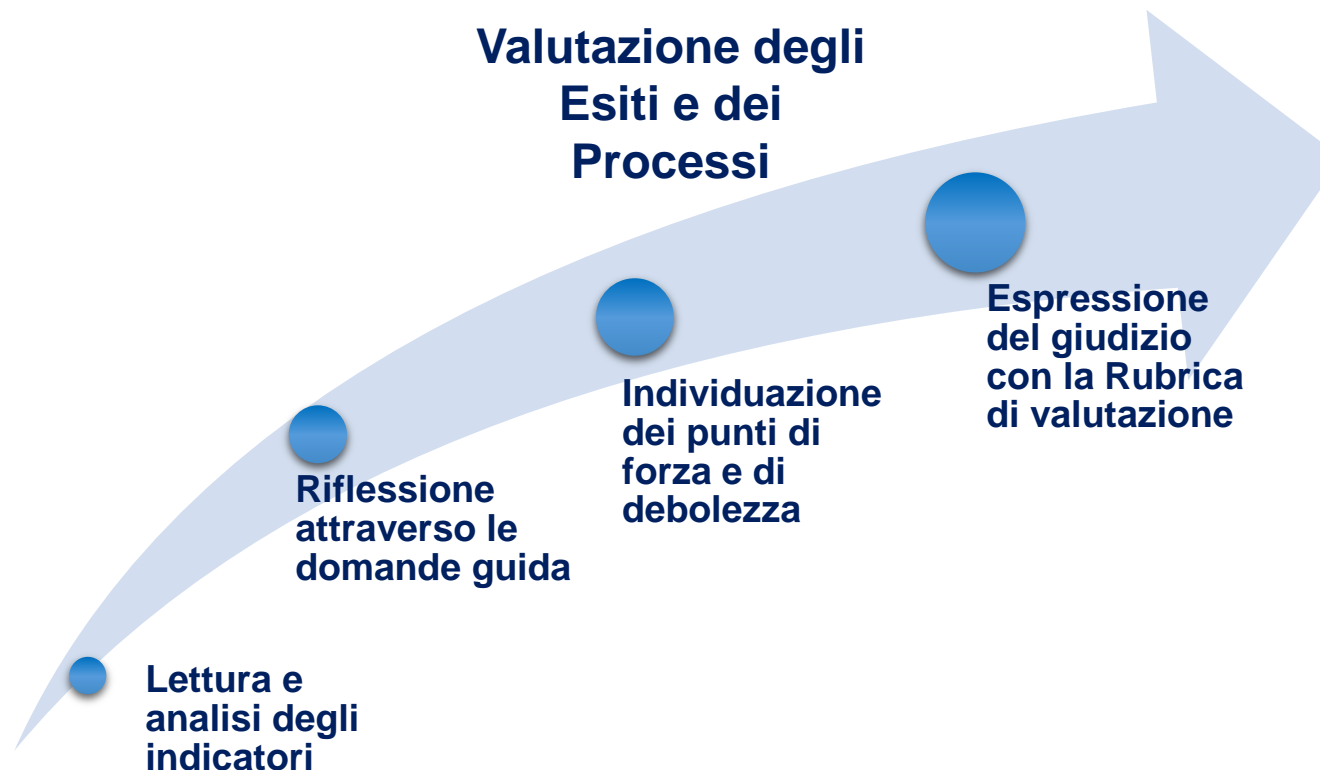 Valutazione degli
Esiti e dei
Processi
Lettura e
analisi degli
indicatori
Riflessione
attraverso le
domande guida
Individuazione
dei punti di
forza e di
debolezza
Espressione
del giudizio
con la Rubrica
di valutazione